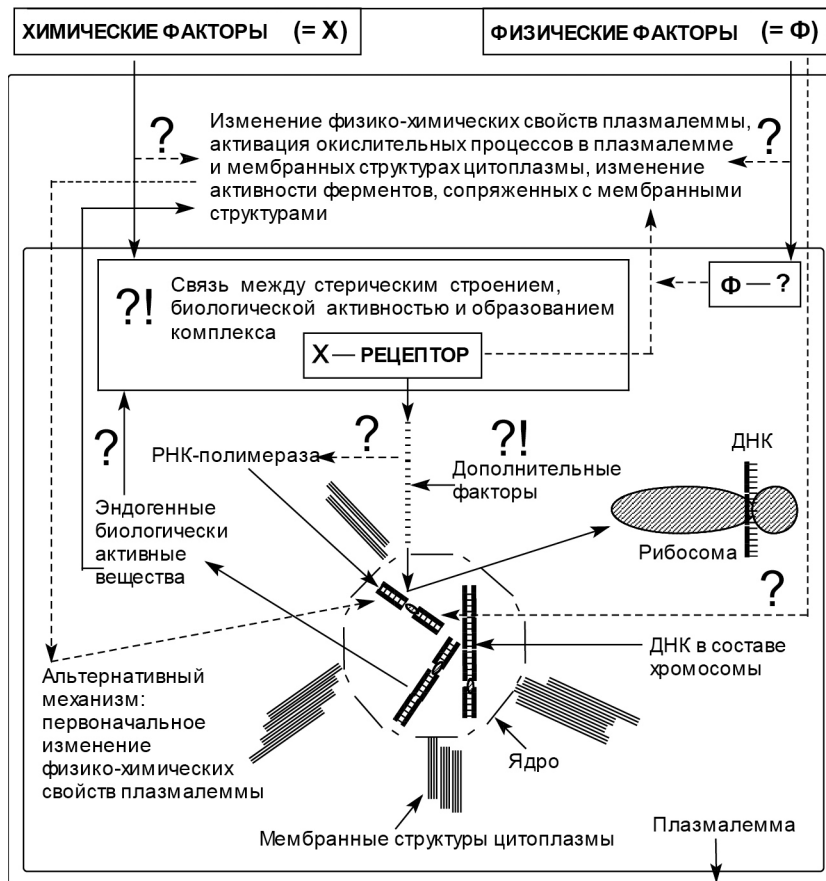 ХИМИЧЕСКИЕ ФАКТОРЫ (= Х)
ФИЗИЧЕСКИЕ ФАКТОРЫ (= Ф)
?
Изменение физико-химических свойств плазмалеммы,
активация окислительных процессов в плазмалемме
и мембранных структурах цитоплазмы, изменение
активности ферментов, сопряженных с мембранными
структурами
?
?!
Связь между стерическим строением,
биологической активностью и образованием
комплекса
Х — РЕЦЕПТОР
Ф — ?
?
?
?!
ДНК
РНК-полимераза
Дополнительные
факторы
Эндогенные
биологически
активные
вещества
Рибосома
?
ДНК в составе
хромосомы
Альтернативный
механизм:
первоначальное
изменение
физико-химических
свойств плазмалеммы
Ядро
Мембранные структуры цитоплазмы
Плазмалемма